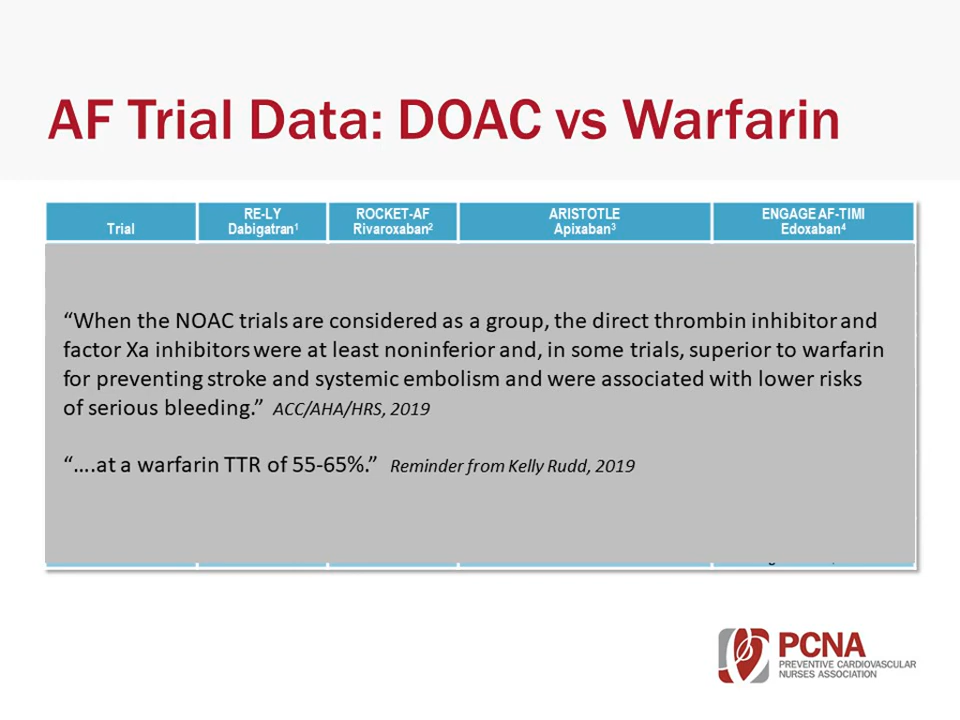 AF Trial Data: DOAC vs Warfarin
Trial
RE-LY
Dabigatran1
ROCKET-AF
Rivaroxaban2
ARISTOTLE
Apixaban3
ENGAGE AF-TIMI
Edoxaban4
“When the NOAC trials are considered as a group, the direct thrombin inhibitor and
factor Xa inhibitors were at least noninferior and, in some trials, superior to warfarin
for preventing stroke and systemic embolism and were associated with lower risks
of serious bleeding.” ACC/AHA/HRS, 2019
“….at a warfarin TTR of 55-65%.” Reminder from Kelly Rudd, 2019
PCNA
PREVENTIVE CARDIOVASCULAR
NURSES ASSOCIATION